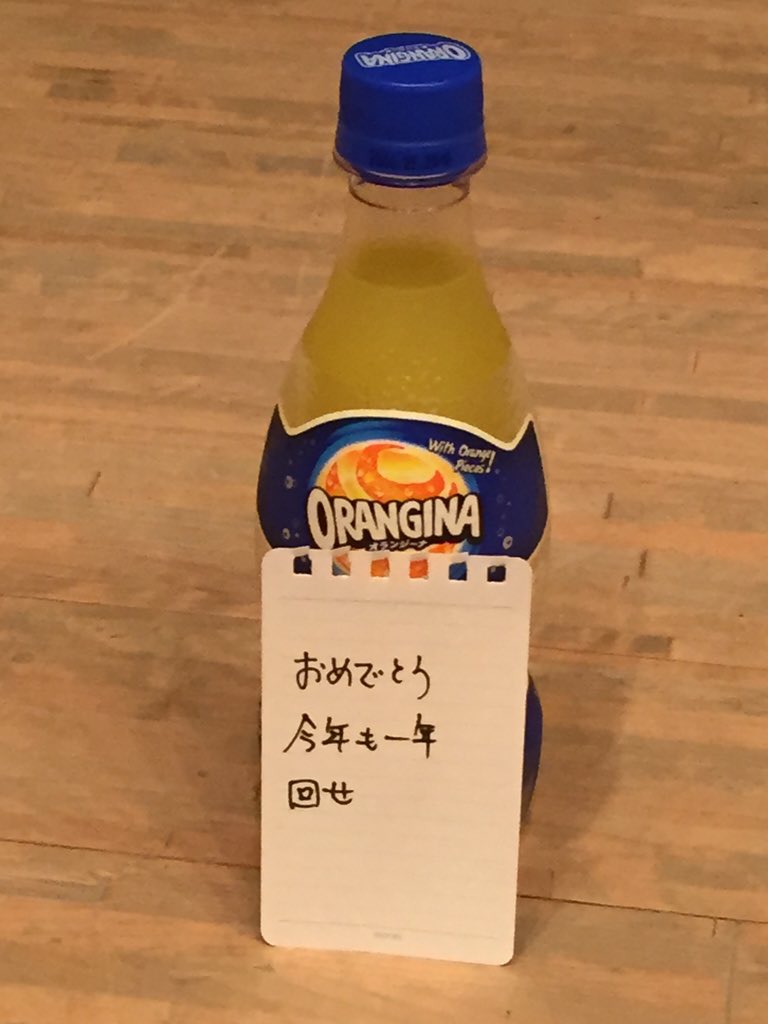 ORANGINA
With Orange
Pieces!
ORANGINA
オランジーナ
おめでとう
今年も一年
回せ